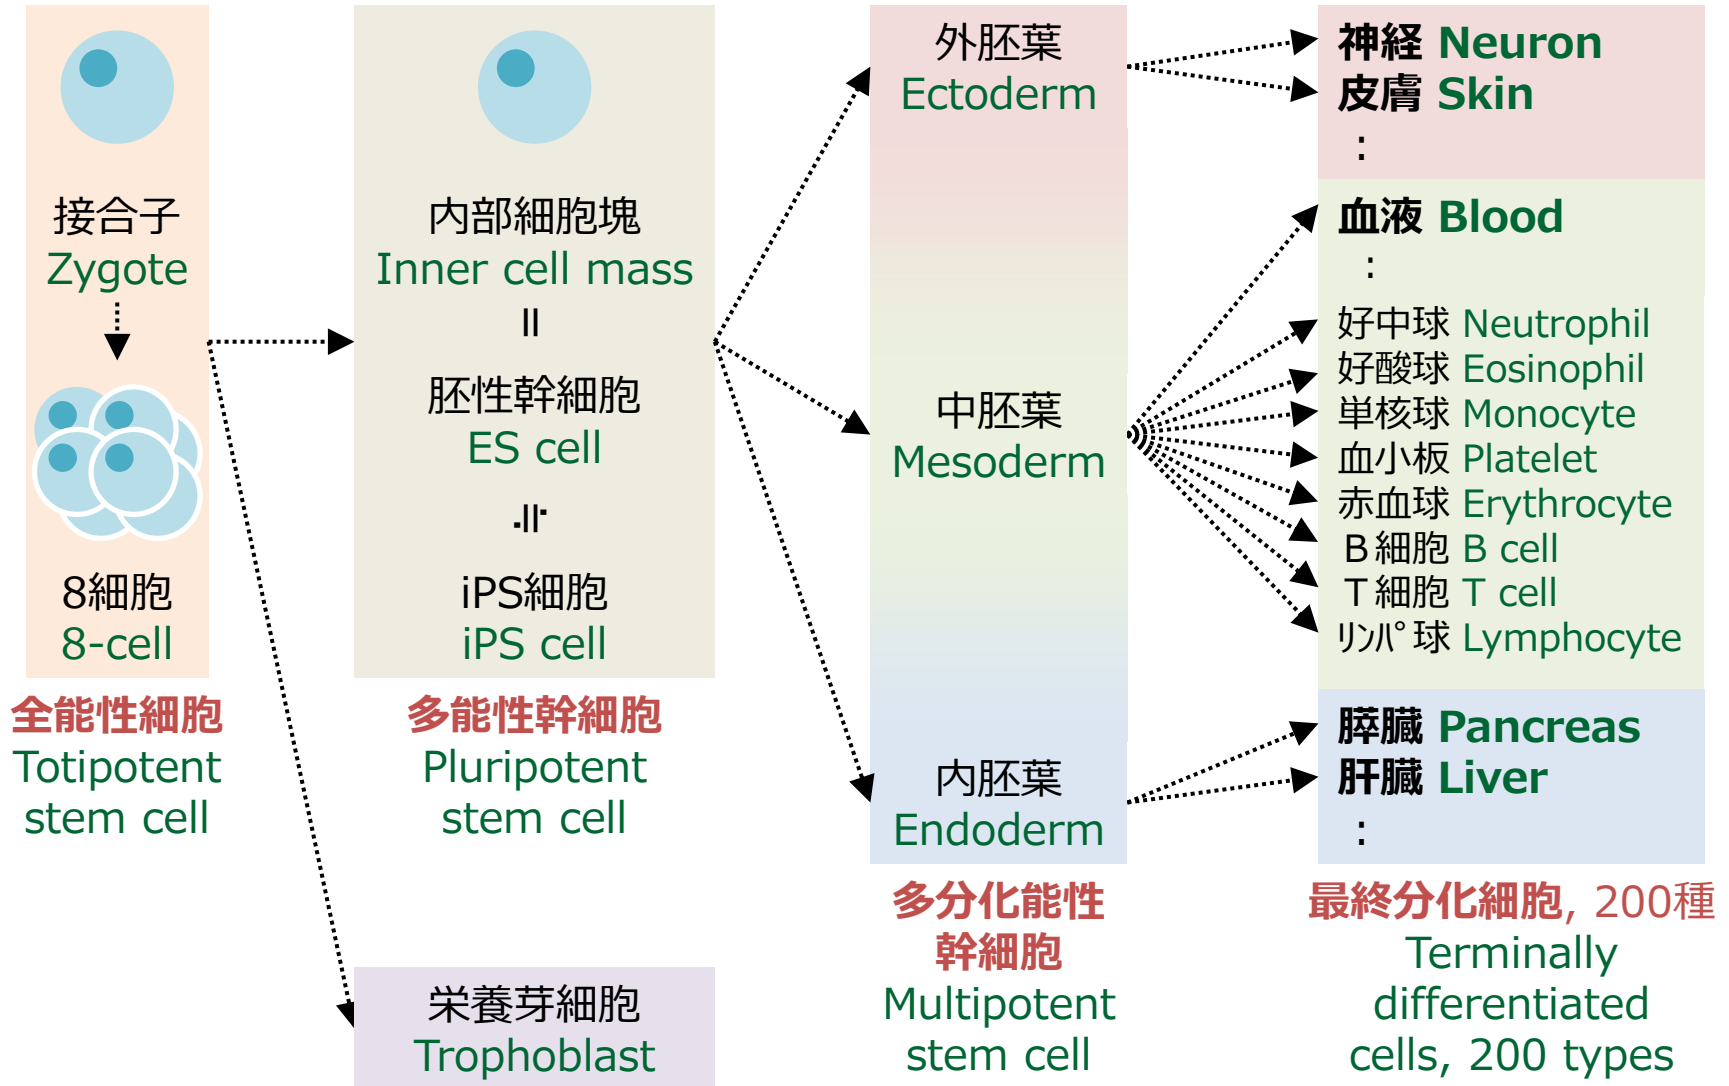 接合子
Zygote
8細胞
8-cell
全能性細胞
Totipotent
stem cell
内部細胞塊
Inner cell mass
=
胚性幹細胞
ES cell
≒
iPS細胞
iPS cell
多能性幹細胞
Pluripotent
stem cell
栄養芽細胞
Trophoblast
外胚葉
Ectoderm
中胚葉
Mesoderm
内胚葉
Endoderm
多分化能性
幹細胞
Multipotent
stem cell
神経 Neuron
皮膚 Skin
:
血液 Blood
:
好中球 Neutrophil
好酸球 Eosinophil
単核球 Monocyte
血小板 Platelet
赤血球 Erythrocyte
B細胞 B cell
T細胞 T cell
リンパ球 Lymphocyte
膵臓 Pancreas
肝臓 Liver
:
最終分化細胞, 200種
Terminally
differentiated
cells, 200 types